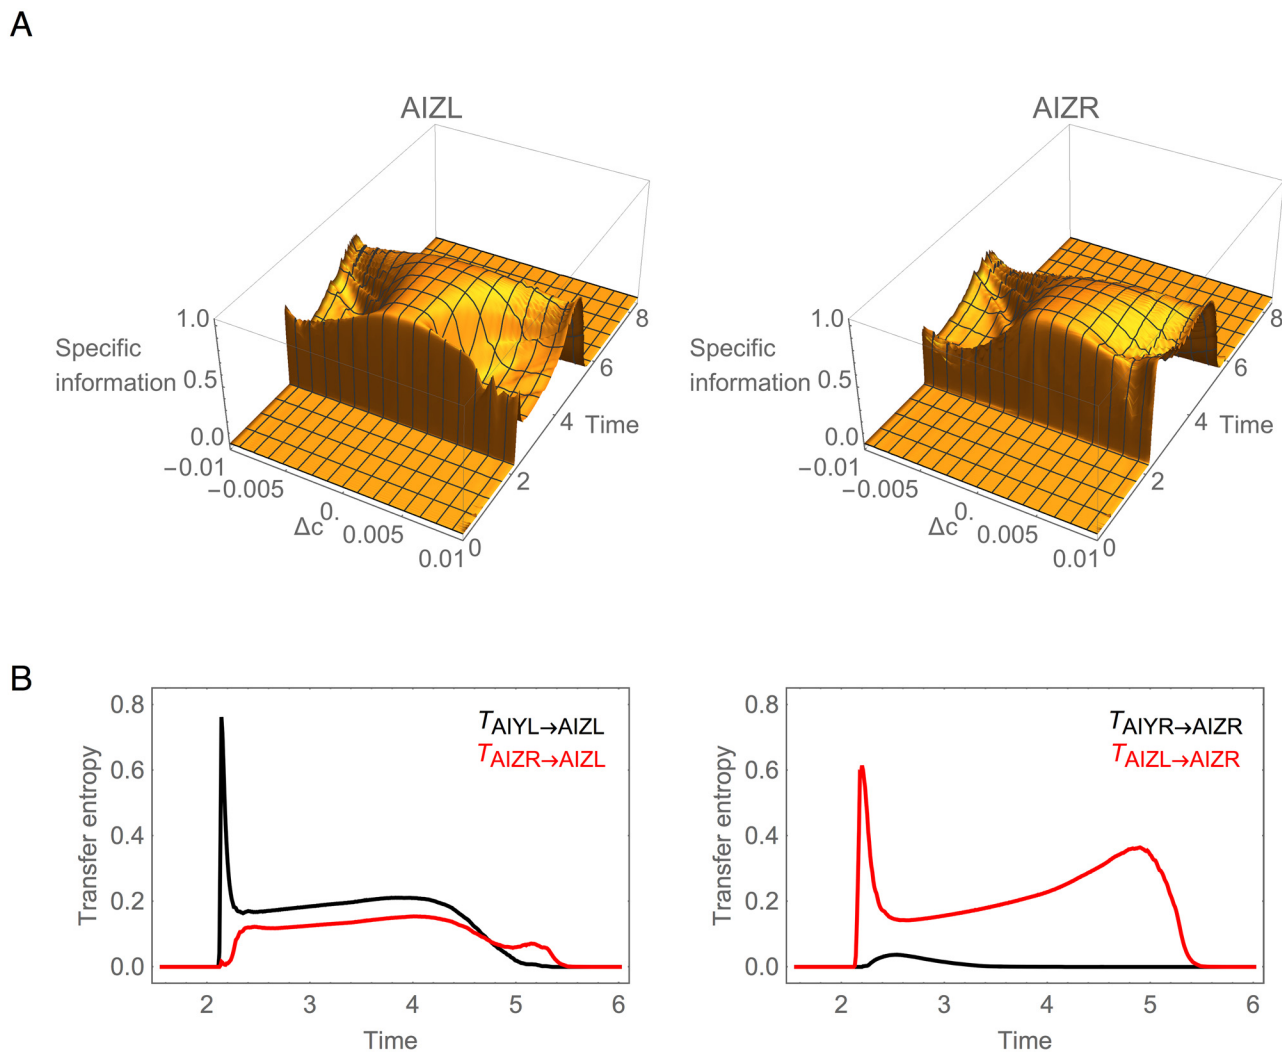 A
AIZL
AIZR
1.0
Specific
information
0.5
0.0
−0.01
−0.005
0.
Δc
0.005
0.01
0
2
4
Time
6
8
1.0
Specific
information
0.5
0.0
−0.01
−0.005
0.
Δc
0.005
0.01
0
2
4
Time
6
8
B
0.8
0.6
0.4
0.2
0.0
Transfer entropy
T AIYL→AIZL
T AIZR→AIZL
2
3
4
5
6
Time
0.8
0.6
0.4
0.2
0.0
Transfer entropy
T AIYR→AIZR
T AIZL→AIZR
2
3
4
5
6
Time